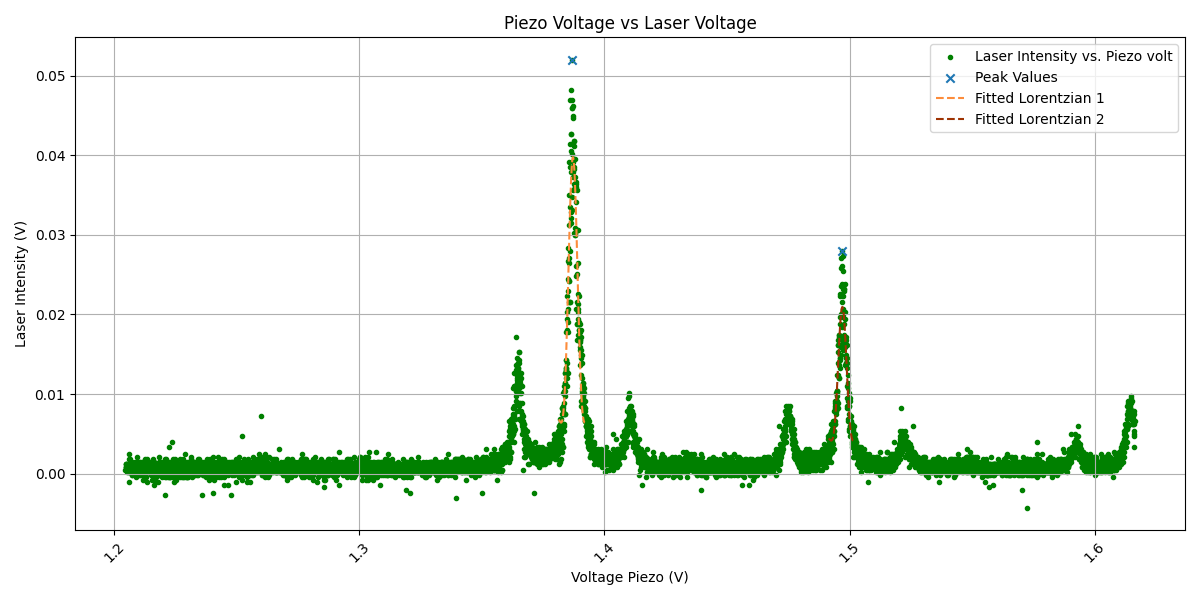 Piezo Voltage vs Laser Voltage
Laser Intensity vs. Piezo volt
Peak Values
Fitted Lorentzian 1
Fitted Lorentzian 2
Laser Intensity (V)
0.05
0.04
0.03
0.02
0.01
0.00
1.2
1.3
1.4
1.5
1.6
Voltage Piezo (V)